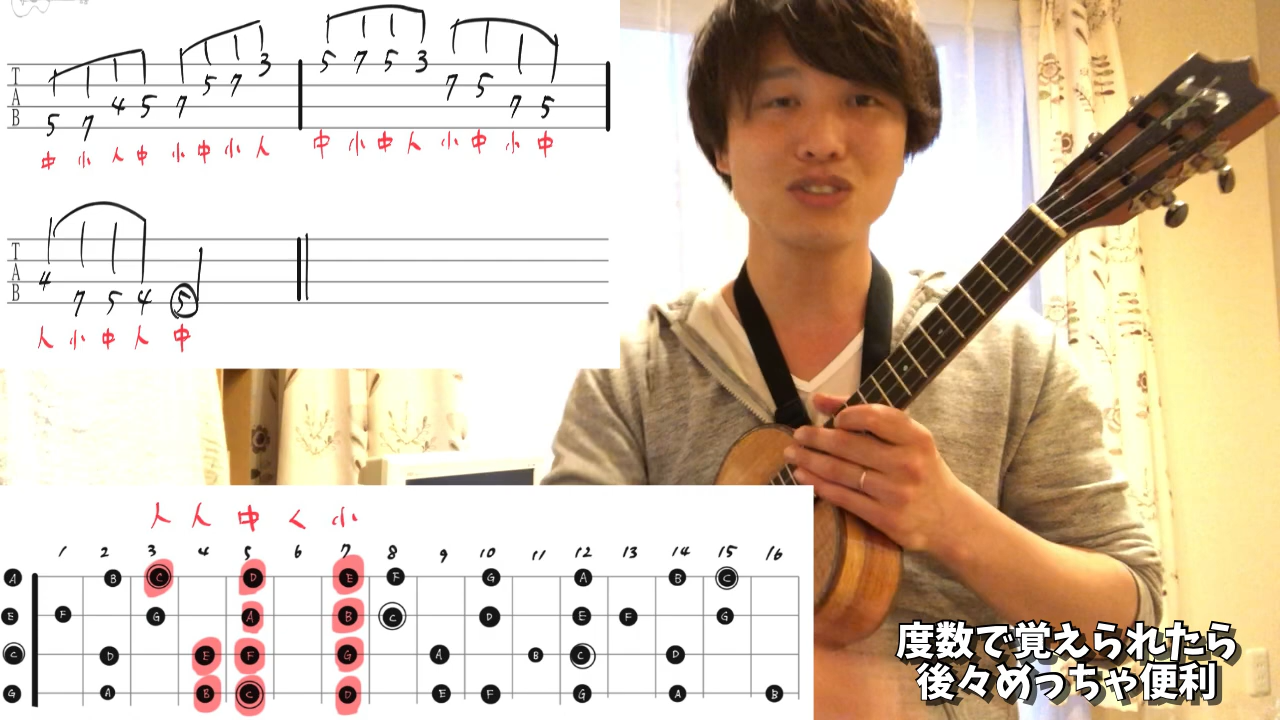 5 7 4 5 7 5 7 3 5 7 5 3 7 5 7 5
T
A
B
中 小 人 中 小 中 小 人 中 小 中 人 小 中 小 中
4 7 5 4 5
T
A
B
人 小 中 人 中
人 人 中 く 小
1 2 3 4 5 6 7 8 9 10 11 12 13 14 15 16
A B C D E F G A B C
E F G A B C D E F G
C D E F G A B C D
G A B C D E F G A B
度数で覚えられたら
後々めっちゃ便利